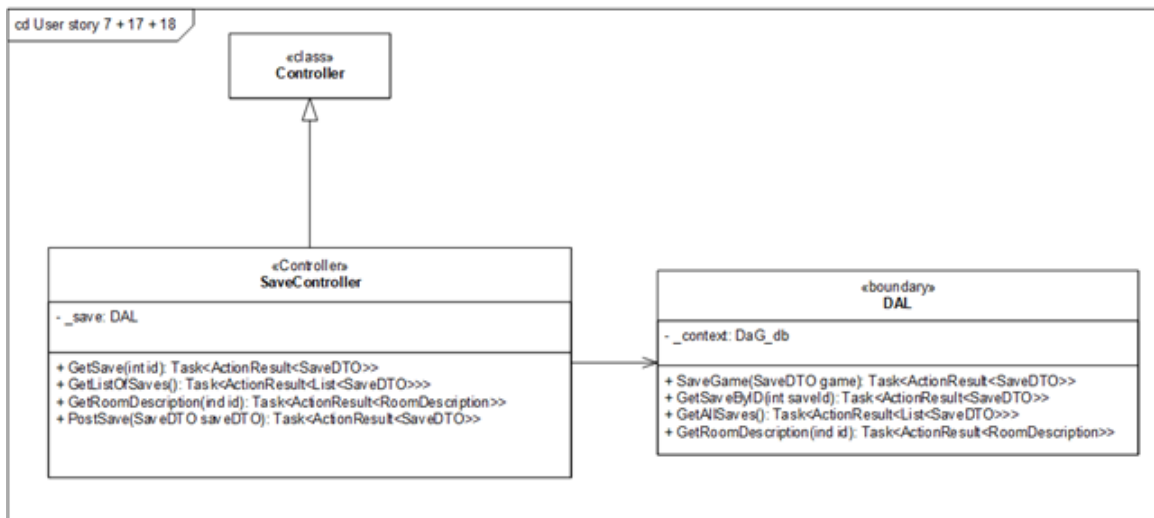 cd User story 7 + 17 + 18
«class»
Controller
«Controller»
SaveController
- _save: DAL
+ GetSave(int id): Task<ActionResult<SaveDTO>>
+ GetListOfSaves(): Task<ActionResult<List<SaveDTO>>>
+ GetRoomDescription(ind id): Task<ActionResult<RoomDescription>>
+ PostSave(SaveDTO saveDTO): Task<ActionResult<SaveDTO>>
«boundary»
DAL
- _context: DaG_db
+ SaveGame(SaveDTO game): Task<ActionResult<SaveDTO>>
+ GetSaveByID(int saveId): Task<ActionResult<SaveDTO>>
+ GetAllSaves(): Task<ActionResult<List<SaveDTO>>>
+ GetRoomDescription(ind id): Task<ActionResult<RoomDescription>>